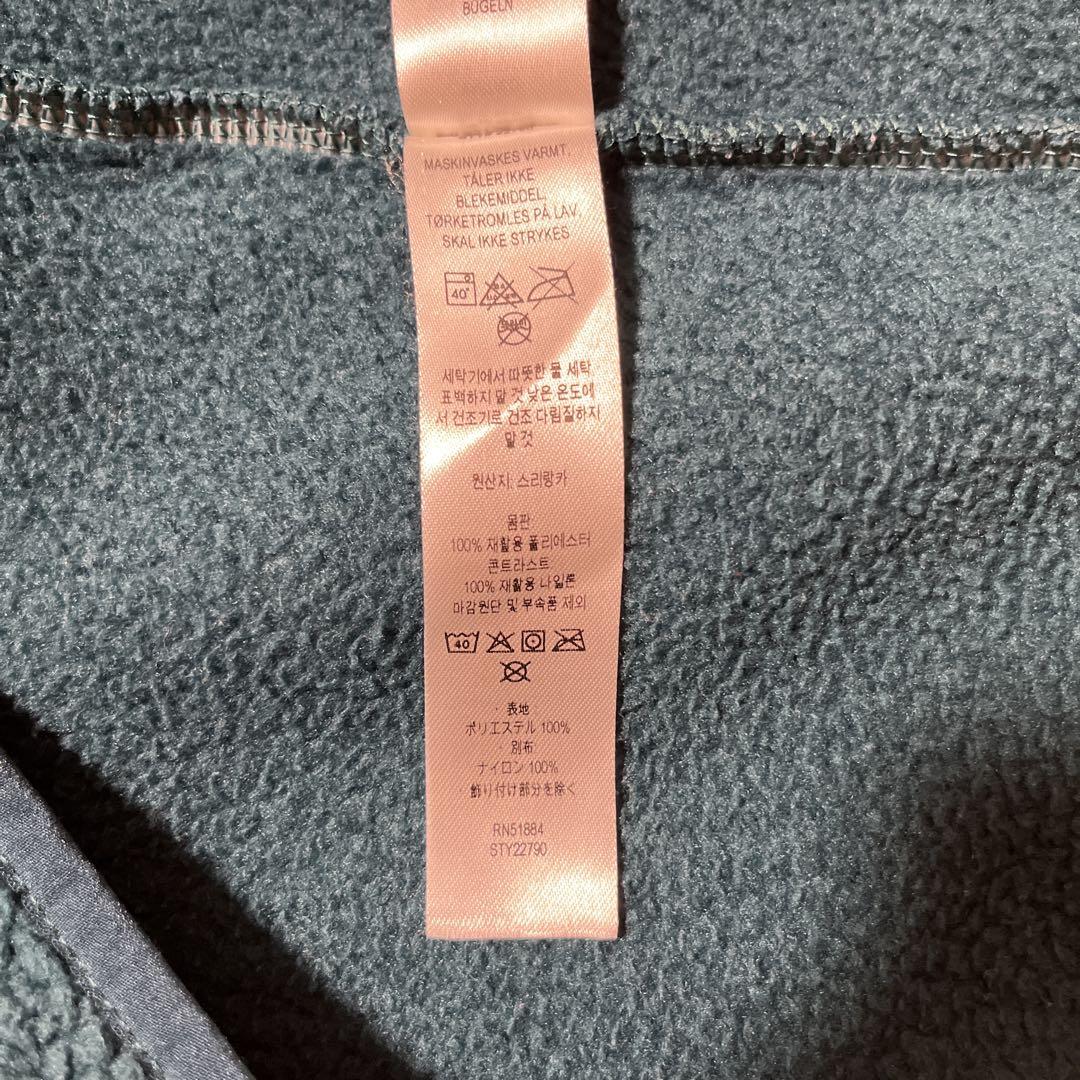 BÜGELN
MASKINVASKES VARMT.
TÅLER IKKE
BLEKEMIDDEL.
TØRKETROMLES PÅ LAV.
SKAL IKKE STRYKES
40°
세탁기에서 따뜻한 물 세탁
표백하지 말 것 낮은 온도에
서 건조기로 건조 다림질하지
말 것
원산지: 스리랑카
몸판
100% 재활용 폴리에스터
콘트라스트
100% 재활용 나일론
마감원단 및 부속품 제외
40
・表地
ポリエステル 100%
・別布
ナイロン 100%
・飾り付け部分を除く
RN51884
STY22790